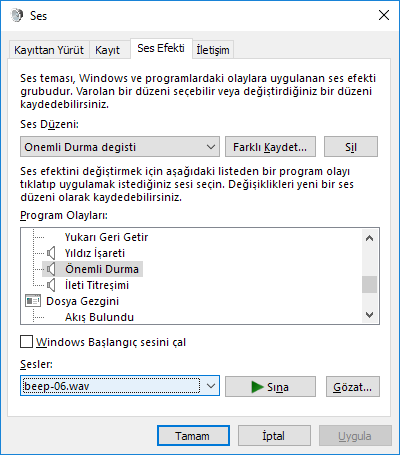 Ses
Kayıttan Yürüt Kayıt Ses Efekti İletişim
Ses teması, Windows ve programlardaki olaylara uygulanan ses efekti
grubudur. Varolan bir düzeni seçebilir veya değiştirdiğiniz bir düzeni
kaydedebilirsiniz.
Ses Düzeni:
Onemli Durma degisti Farklı Kaydet... Sil
Ses efektini değiştirmek için aşağıdaki listeden bir program olayı
tıklatıp uygulamak istediğiniz sesi seçin. Değişiklikleri yeni bir ses
düzeni olarak kaydedebilirsiniz.
Program Olayları:
Yukarı Geri Getir
Yıldız İşareti
Önemli Durma
İleti Titreşimi
Dosya Gezgini
Akış Bulundu
Windows Başlangıç sesini çal
Sesler:
beep-06.wav Sına Gözat...
Tamam İptal Uygula